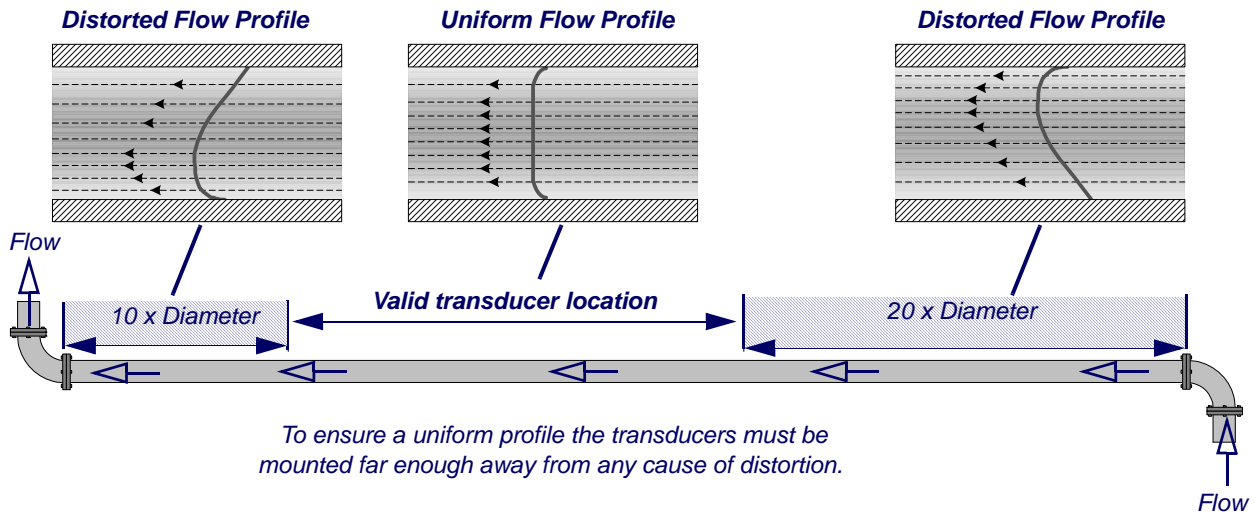 Distorted Flow Profile
Uniform Flow Profile
Distorted Flow Profile
Flow
10 x Diameter
Valid transducer location
20 x Diameter
To ensure a uniform profile the transducers must be
mounted far enough away from any cause of distortion.
Flow